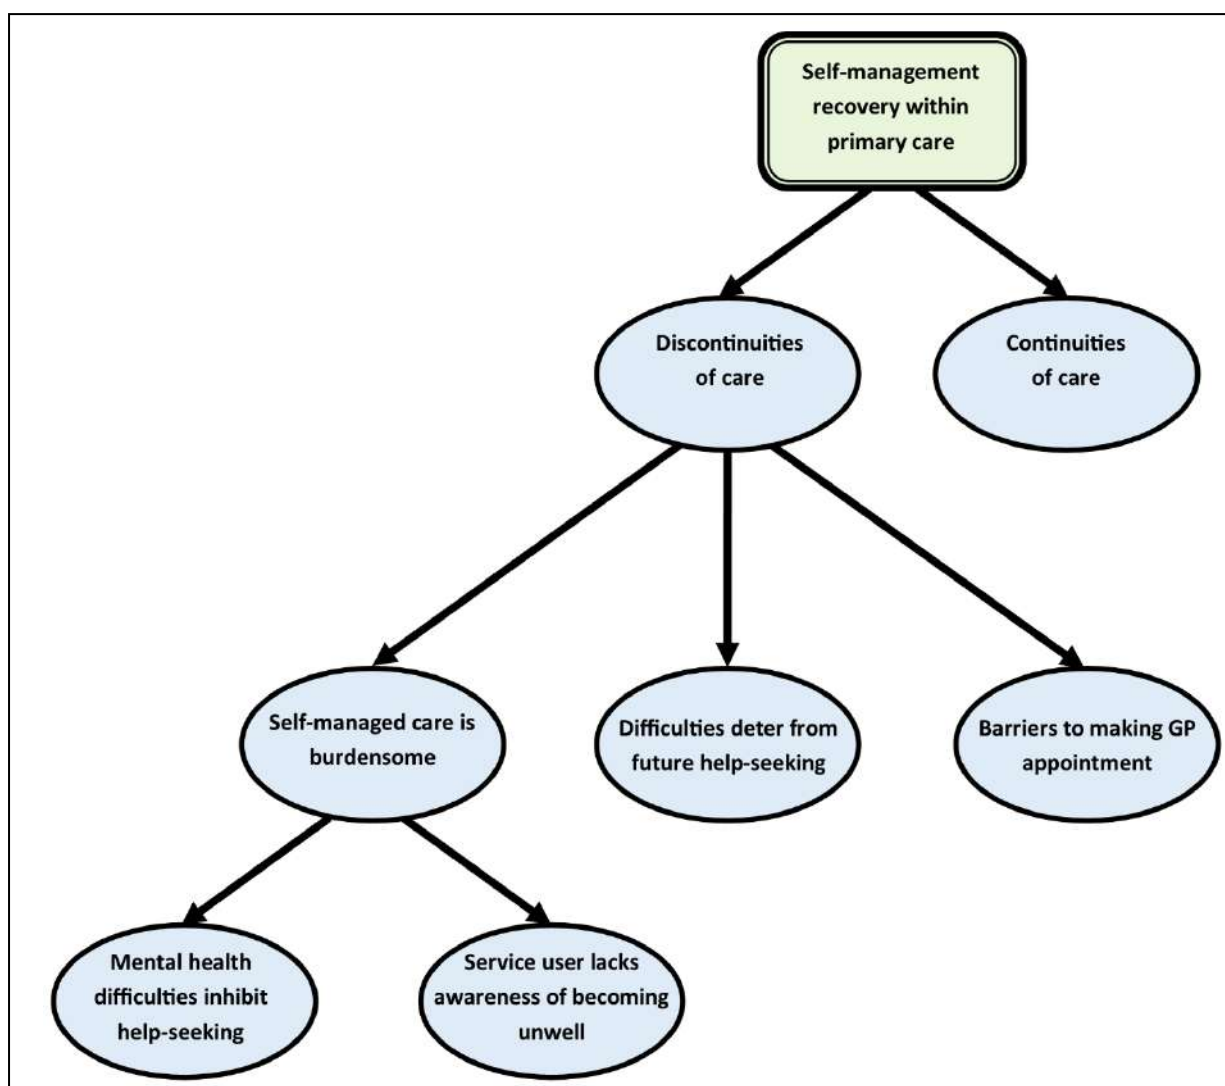 Self-management
recovery within
primary care
Discontinuities
of care
Continuities
of care
Self-managed care is
burdensome
Difficulties deter from
future help-seeking
Barriers to making GP
appointment
Mental health
difficulties inhibit
help-seeking
Service user lacks
awareness of becoming
unwell